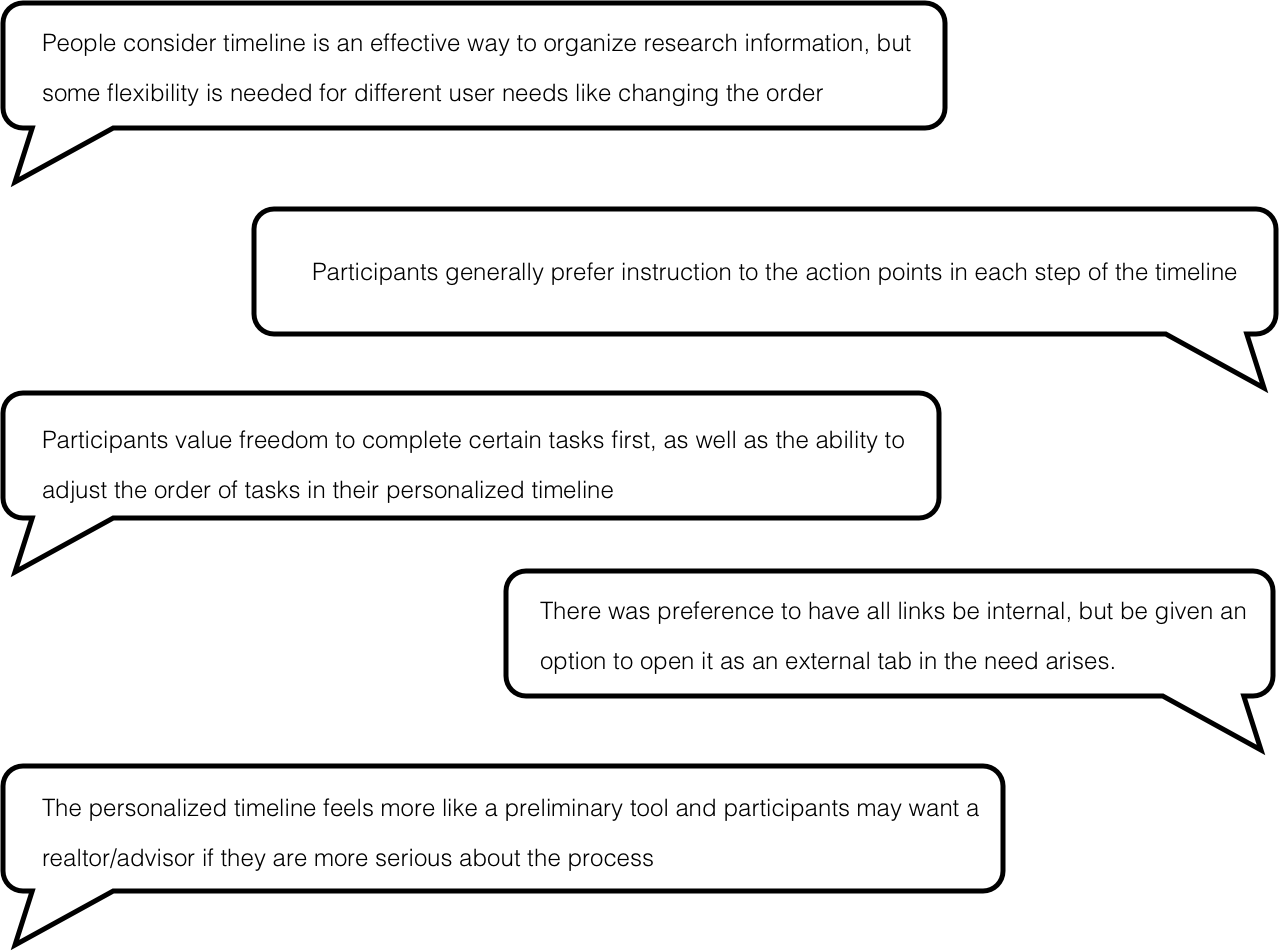 People consider timeline is an effective way to organize research information, but
some flexibility is needed for different user needs like changing the order
Participants generally prefer instruction to the action points in each step of the timeline
Participants value freedom to complete certain tasks first, as well as the ability to
adjust the order of tasks in their personalized timeline
There was preference to have all links be internal, but be given an
option to open it as an external tab in the need arises.
The personalized timeline feels more like a preliminary tool and participants may want a
realtor/advisor if they are more serious about the process